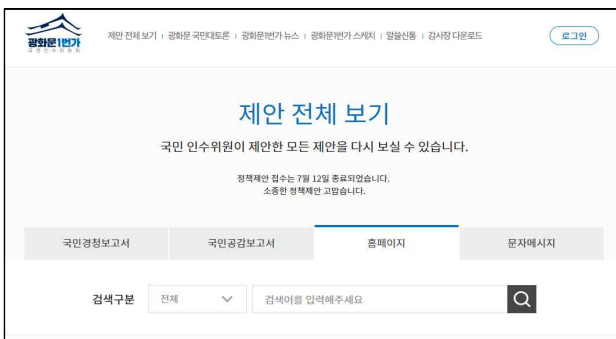 광화문1번가
국민인수위원회
제안 전체 보기 | 광화문 국민대토론 | 광화문1번가 뉴스 | 광화문1번가 스케치 | 알쓸신통 | 감사장 다운로드
로그인
제안 전체 보기
국민 인수위원이 제안한 모든 제안을 다시 보실 수 있습니다.
정책제안 접수는 7월 12일 종료되었습니다.
소중한 정책제안 고맙습니다.
국민경청보고서 국민공감보고서 홈페이지 문자메시지
검색구분 전체 검색어를 입력해주세요